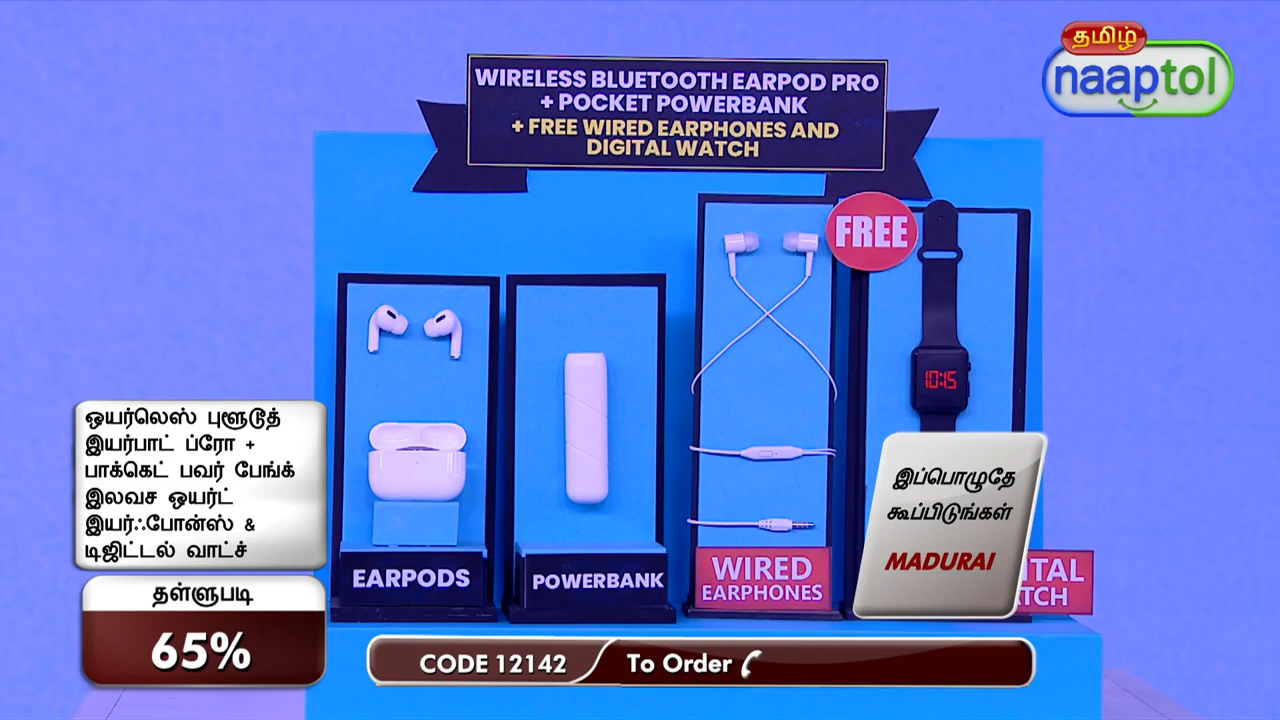 தமிழ்
naaptol
WIRELESS BLUETOOTH EARPOD PRO
+ POCKET POWERBANK
+ FREE WIRED EARPHONES AND
DIGITAL WATCH
FREE
10:15
ஒயர்லெஸ் புளூடூத்
இயர்பாட் ப்ரோ +
பாக்கெட் பவர் பேங்க்
இலவச ஒயர்ட்
இயர்ஃபோன்ஸ் &
டிஜிட்டல் வாட்ச்
தள்ளுபடி
65%
EARPODS
POWERBANK
WIRED
EARPHONES
இப்பொழுதே
கூப்பிடுங்கள்
MADURAI
CODE 12142
To Order